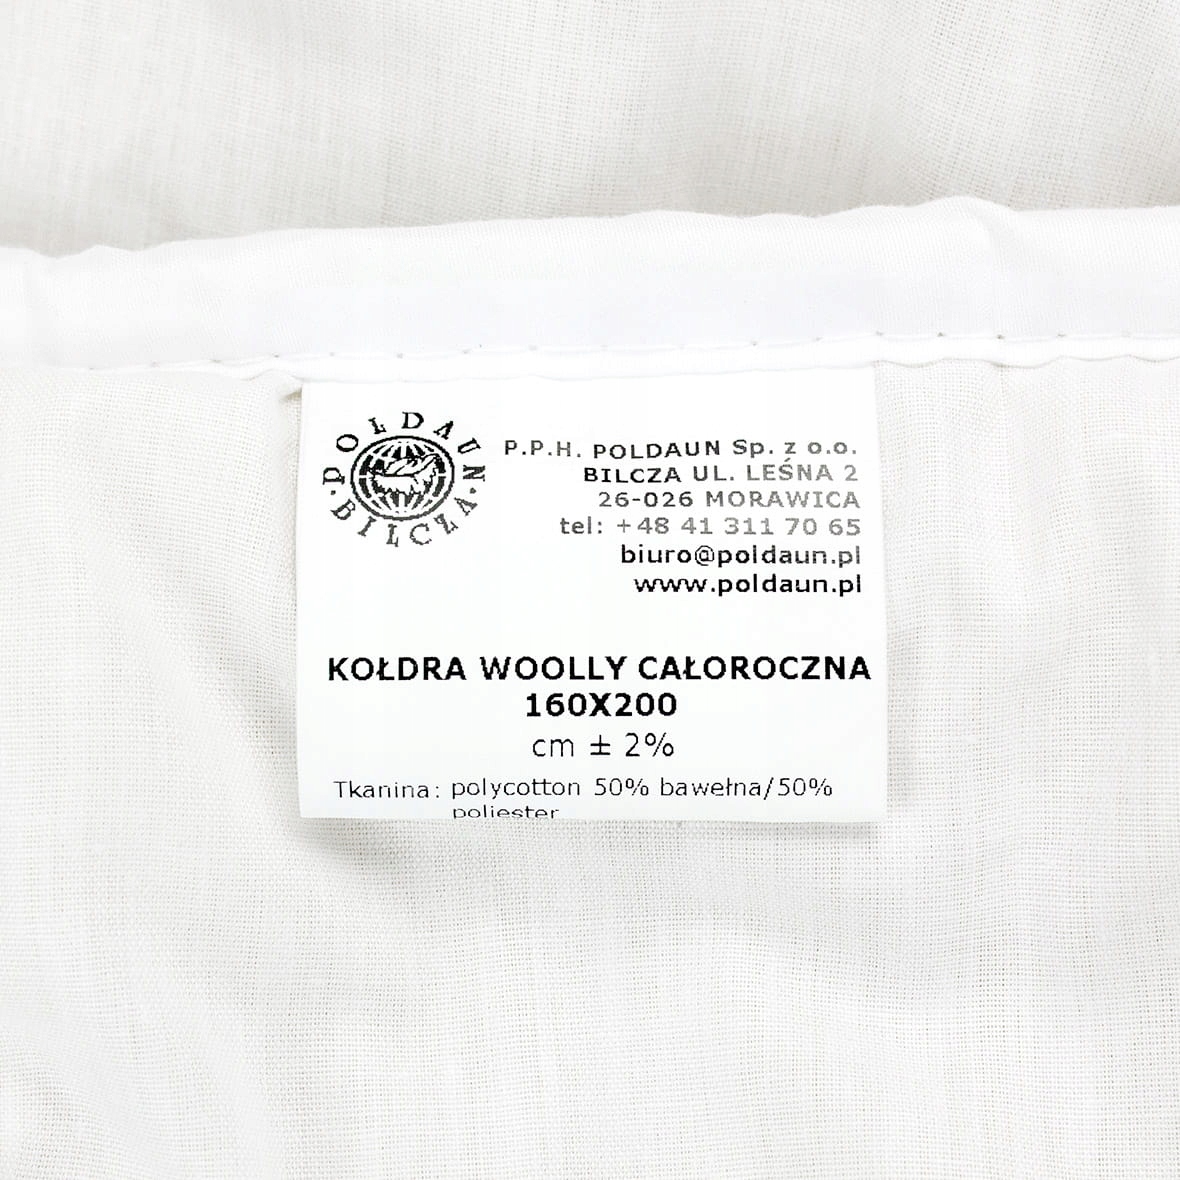 POLDAUN
·BILCZA·
P.P.H. POLDAUN Sp. z o.o.
BILCZA UL. LEŚNA 2
26-026 MORAWICA
tel: +48 41 311 70 65
biuro@poldaun.pl
www.poldaun.pl
KOŁDRA WOOLLY CAŁOROCZNA
160X200
cm ± 2%
Tkanina: polycotton 50% bawełna/50%
poliester